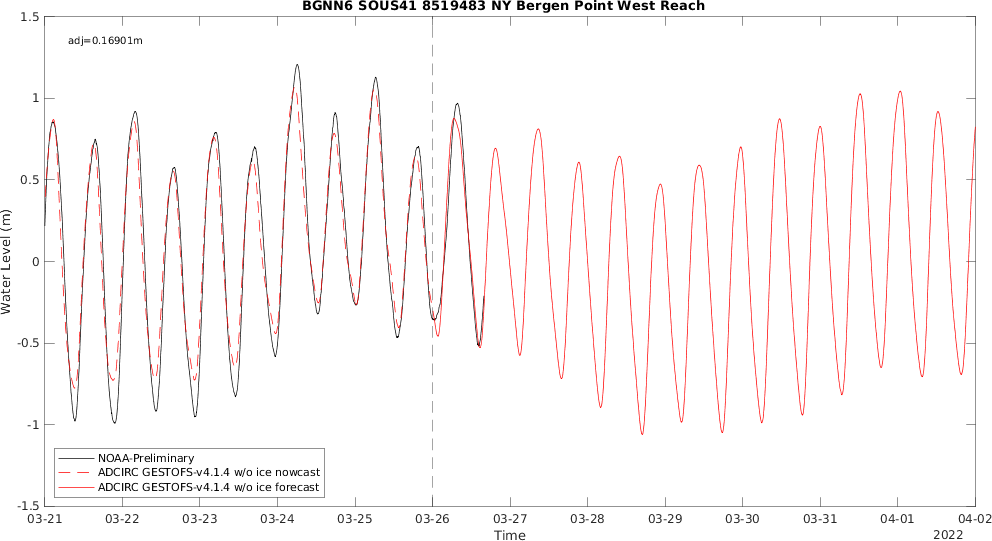 BGNN6 SOUS41 8519483 NY Bergen Point West Reach
1.5
adj=0.16901m
1
0.5
0
-0.5
-1
-1.5
Water Level (m)
NOAA-Preliminary
ADCIRC GESTOFS-v4.1.4 w/o ice nowcast
ADCIRC GESTOFS-v4.1.4 w/o ice forecast
03-21 03-22 03-23 03-24 03-25 03-26 03-27 03-28 03-29 03-30 03-31 04-01 04-02
Time
2022